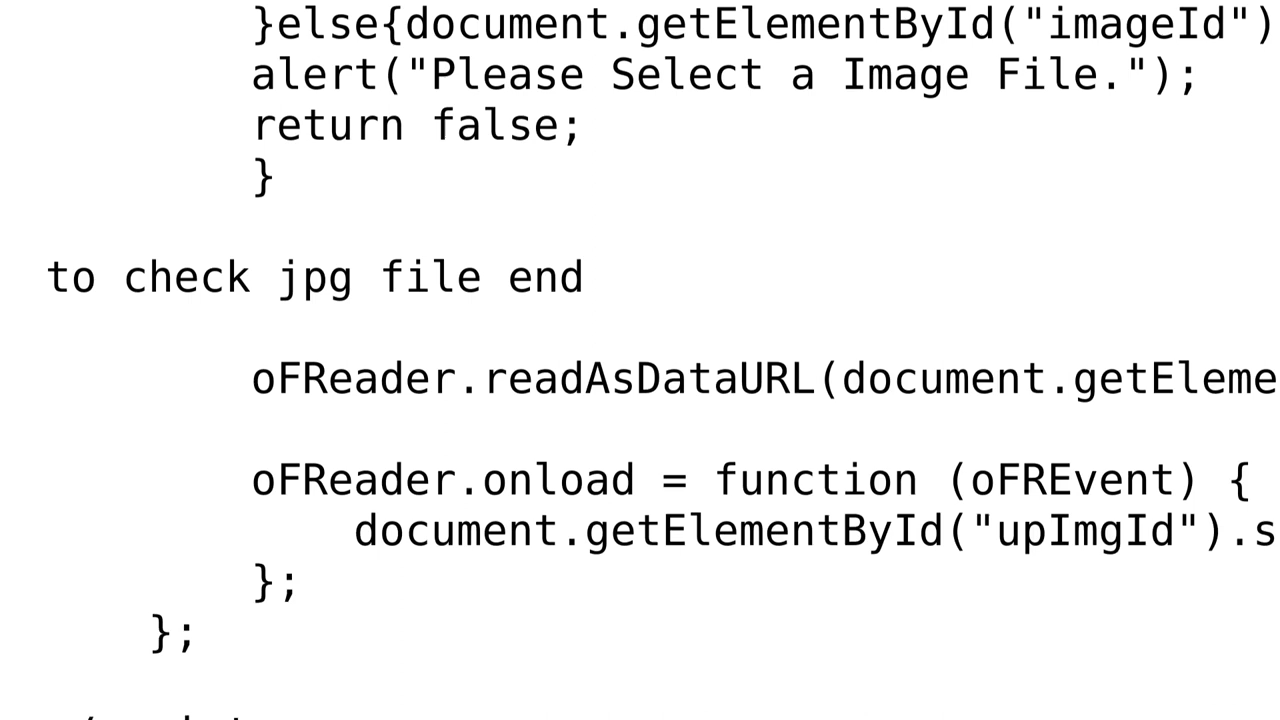 }else{document.getElementById("imageId")
alert("Please Select a Image File.");
return false;
}
to check jpg file end
oFReader.readAsDataURL(document.getEleme
oFReader.onload = function (oFREvent) {
document.getElementById("upImgId").s
};
};